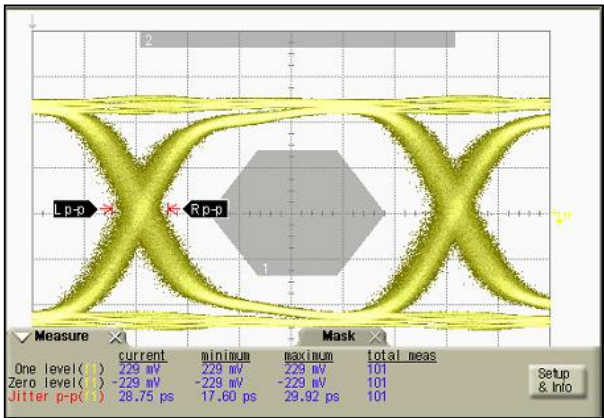 2
L p-p
R p-p
1
Measure
Mask
current minimum maximum total meas
One level(f1) 229 mV 229 mV 229 mV 101
Zero level(f1) -229 mV -229 mV -229 mV 101
Jitter p-p(f1) 28.75 ps 17.60 ps 29.92 ps 101
Setup
& Info